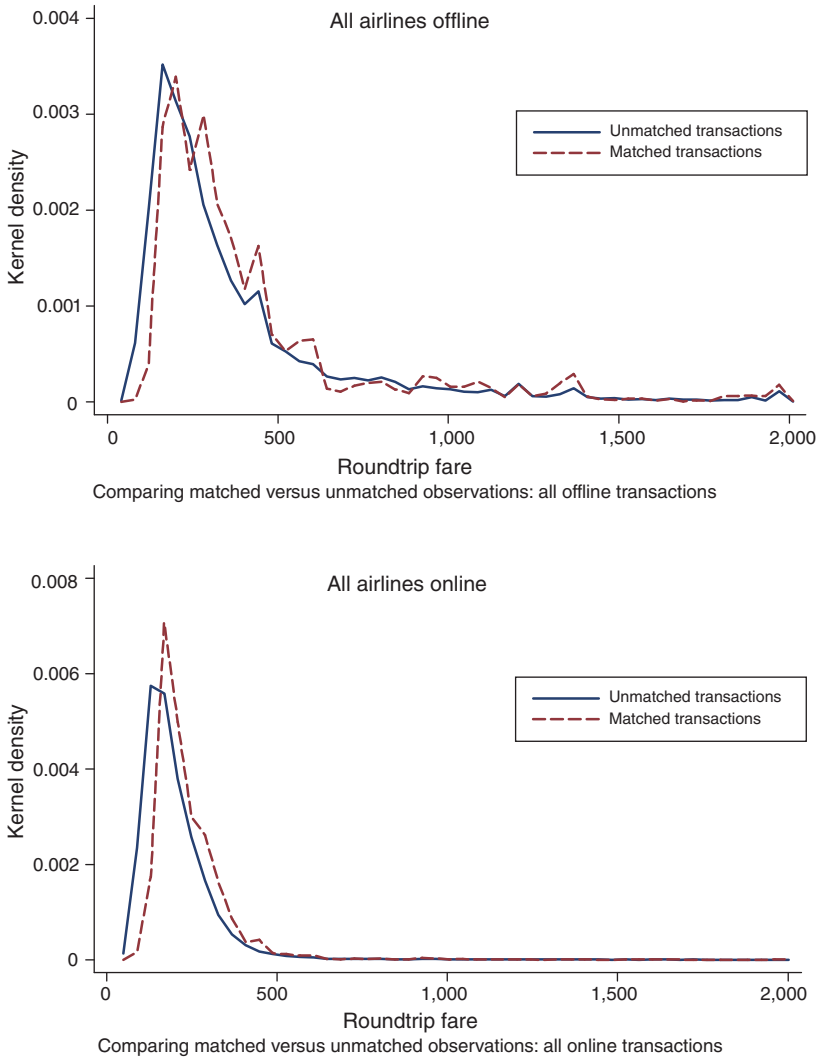 All airlines offline
0.004
0.003
0.002
0.001
0
Kernel density
Unmatched transactions
Matched transactions
0
500
1,000
1,500
2,000
Roundtrip fare
Comparing matched versus unmatched observations: all offline transactions
All airlines online
0.008
0.006
0.004
0.002
0
Kernel density
Unmatched transactions
Matched transactions
0
500
1,000
1,500
2,000
Roundtrip fare
Comparing matched versus unmatched observations: all online transactions